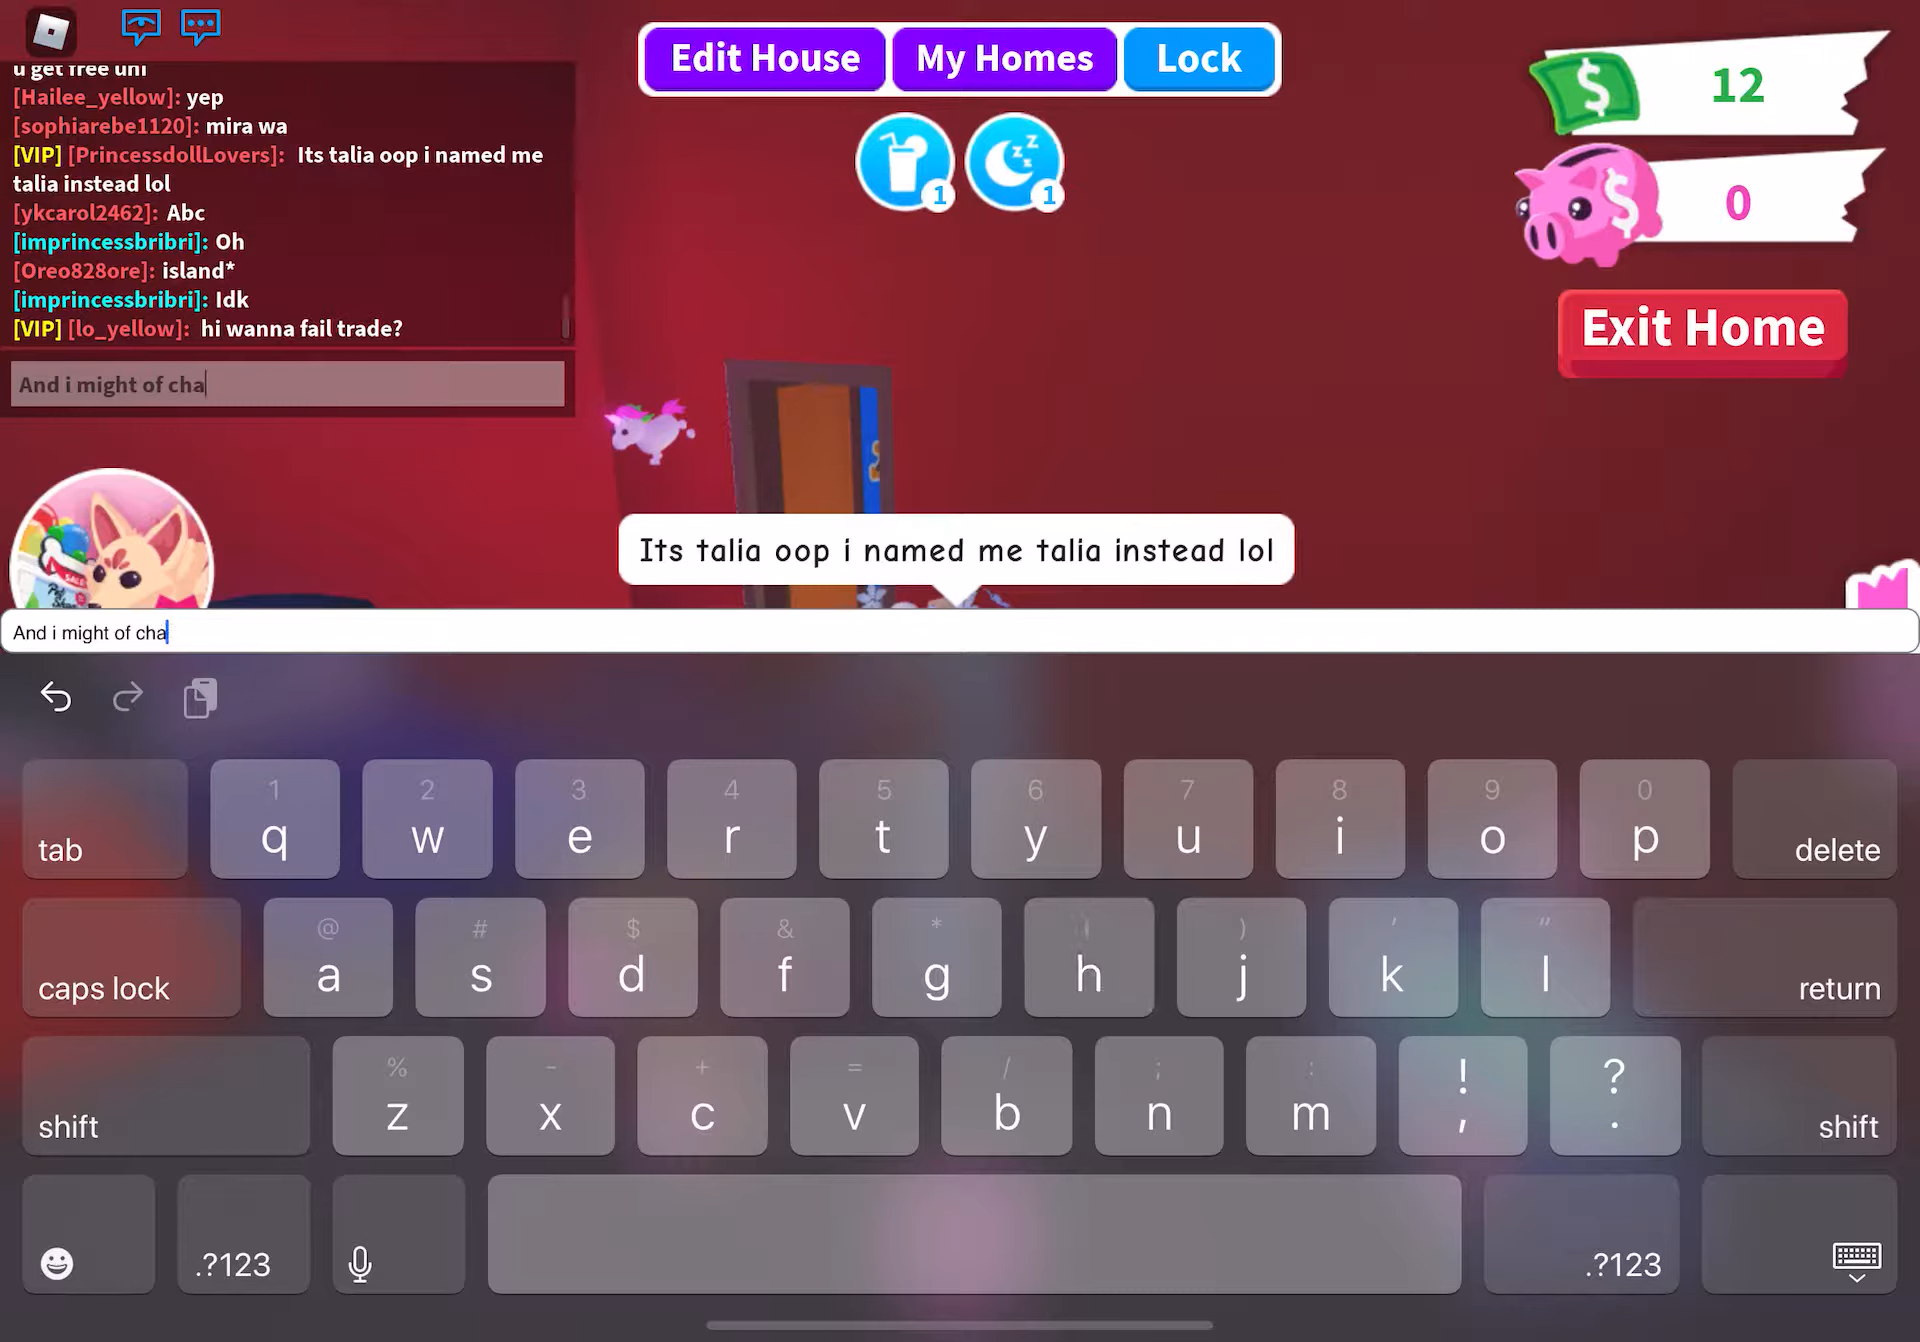 u get free uni
[Hailee_yellow]: yep
[sophiarebe1120]: mira wa
[VIP] [PrincessdollLovers]: Its talia oop i named me
talia instead lol
[ykcarol2462]: Abc
[imprincessbribri]: Oh
[Oreo828ore]: island*
[imprincessbribri]: Idk
[VIP] [lo_yellow]: hi wanna fail trade?
And i might of cha
Edit House My Homes Lock
1 1
$ 12
$ 0
Exit Home
SALE
Its talia oop i named me talia instead lol
And i might of cha
1 2 3 4 5 6 7 8 9 0
tab q w e r t y u i o p delete
@ # $ & * ( ) ' "
caps lock a s d f g h j k l return
% - + = / ; : ! ?
shift z x c v b n m , . shift
.?123 .?123